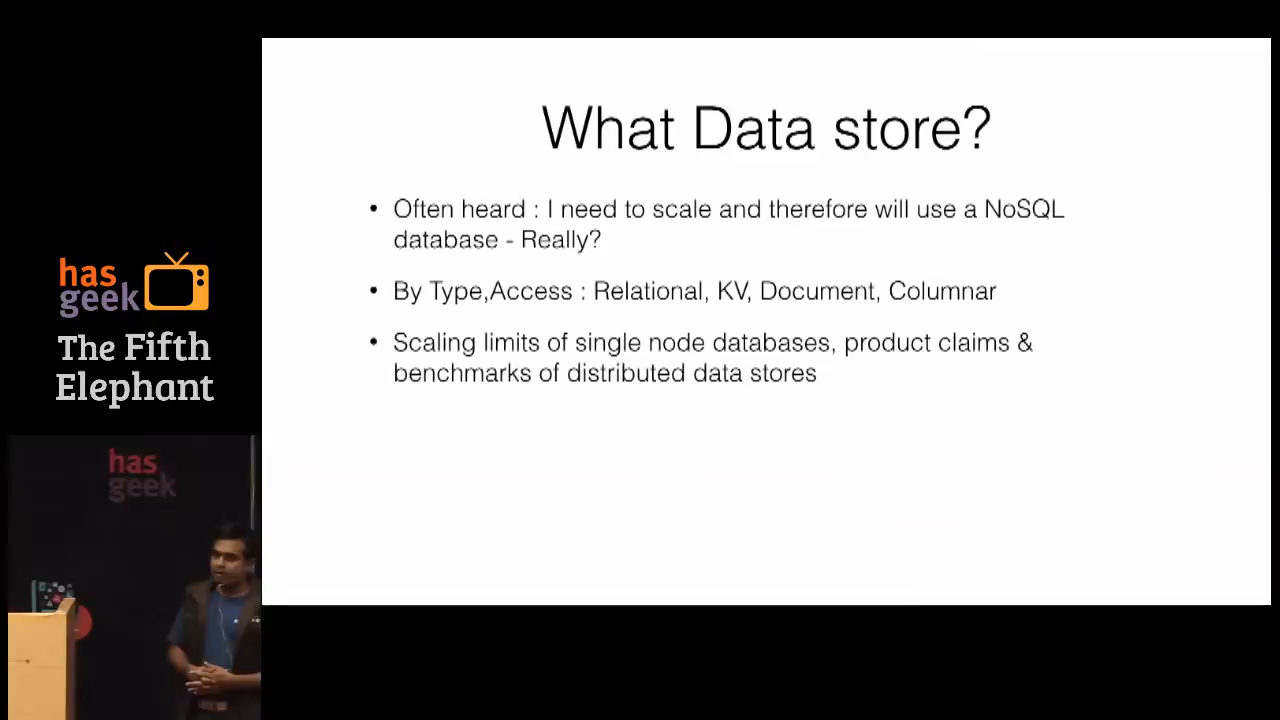 What Data store?
• Often heard : I need to scale and therefore will use a NoSQL
database - Really?
• By Type,Access : Relational, KV, Document, Columnar
• Scaling limits of single node databases, product claims &
benchmarks of distributed data stores
has
geek
The Fifth
Elephant
has
geek